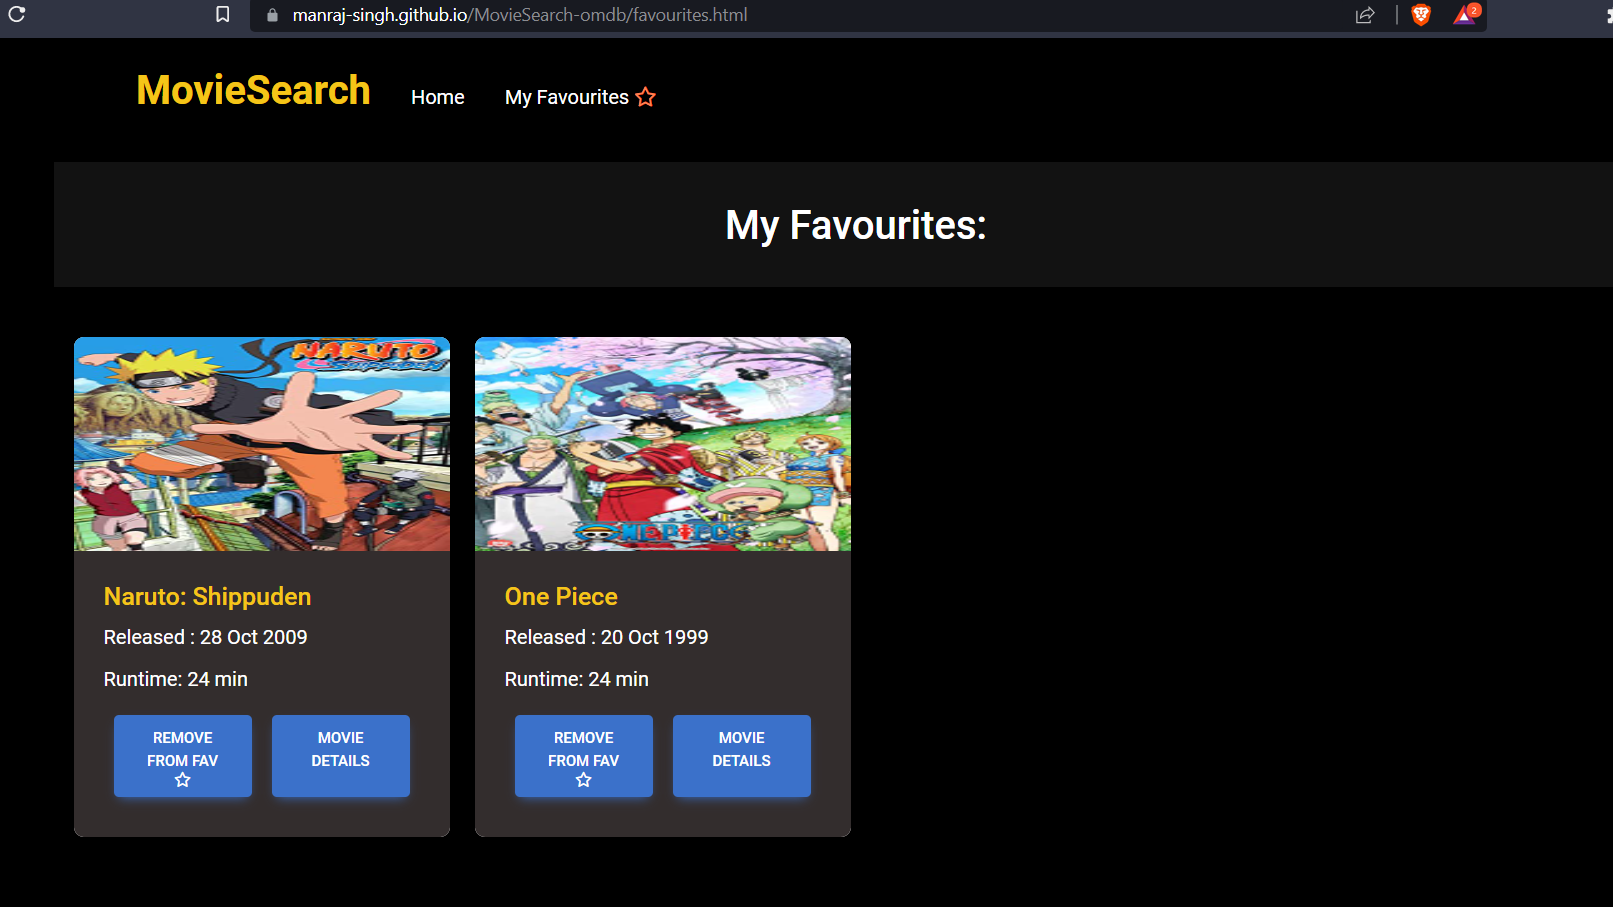 manraj-singh.github.io/MovieSearch-omdb/favourites.html
2
MovieSearch
Home
My Favourites
My Favourites:
NARUTO
Shippuden
ONE PIECE
Naruto: Shippuden
Released : 28 Oct 2009
Runtime: 24 min
REMOVE
FROM FAV
MOVIE
DETAILS
One Piece
Released : 20 Oct 1999
Runtime: 24 min
REMOVE
FROM FAV
MOVIE
DETAILS